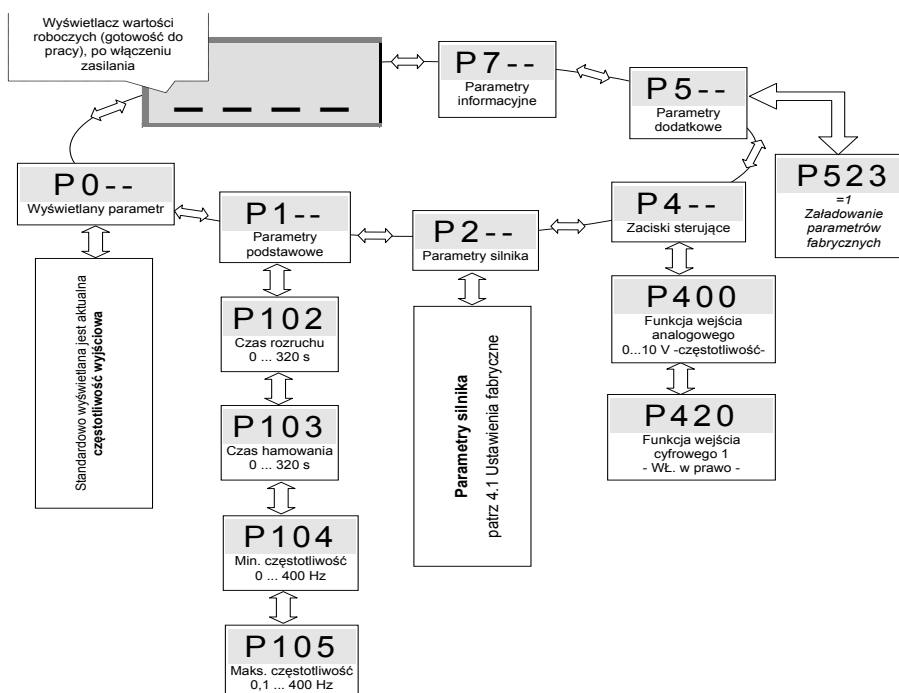 Wyświetlacz wartości
roboczych (gotowość do
pracy), po włączeniu
zasilania
_ _ _ _
P7--
Parametry
informacyjne
P5--
Parametry
dodatkowe
P523
=1
Załadowanie
parametrów
fabrycznych
P0--
Wyświetlany parametr
P1--
Parametry
podstawowe
P2--
Parametry silnika
P4--
Zaciski sterujące
Standardowo wyświetlana jest aktualna
częstotliwość wyjściowa
P102
Czas rozruchu
0 ... 320 s
P103
Czas hamowania
0 ... 320 s
P104
Min. częstotliwość
0 ... 400 Hz
P105
Maks. częstotliwość
0,1 ... 400 Hz
Parametry silnika
patrz 4.1 Ustawienia fabryczne
P400
Funkcja wejścia
analogowego
0...10 V -częstotliwość-
P420
Funkcja wejścia
cyfrowego 1
- WŁ. w prawo -